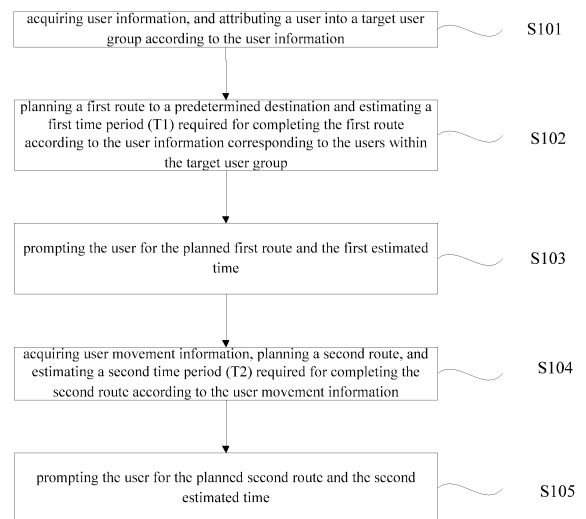 acquiring user information, and attributing a user into a target user
group according to the user information
S101
planning a first route to a predetermined destination and estimating a
first time period (T1) required for completing the first route
according to the user information corresponding to the users within
the target user group
S102
prompting the user for the planned first route and the first estimated
time
S103
acquiring user movement information, planning a second route, and
estimating a second time period (T2) required for completing the
second route according to the user movement information
S104
prompting the user for the planned second route and the second
estimated time
S105